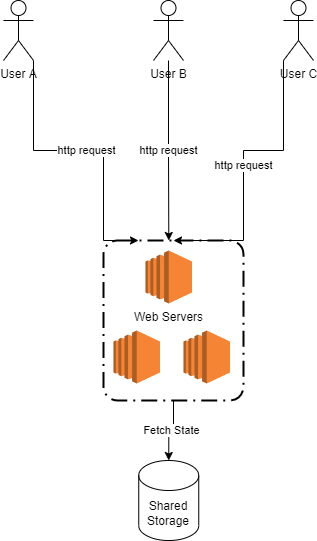 User A
User B
User C
http request
http request
http request
Web Servers
Fetch State
Shared
Storage